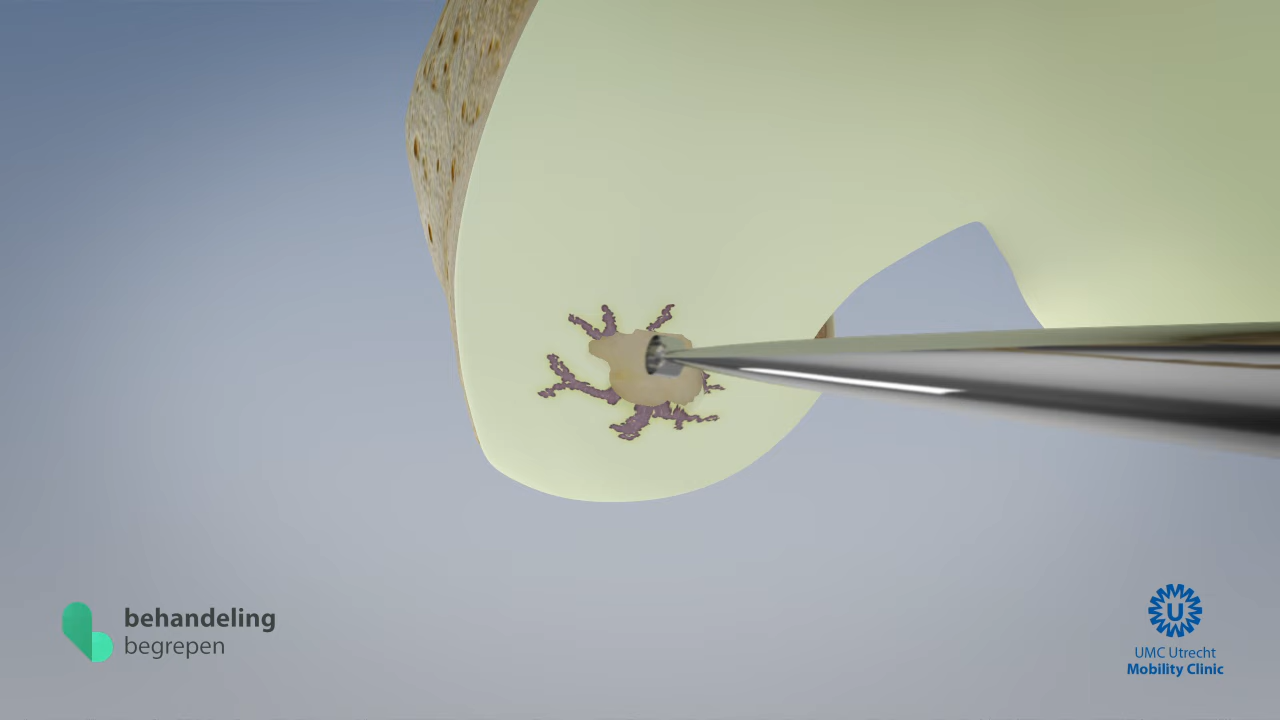 behandeling
begrepen
U
UMC Utrecht
Mobility Clinic